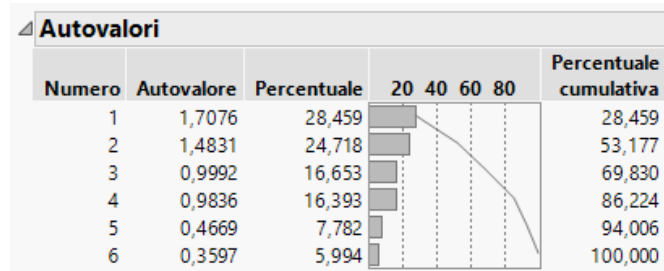 Autovalori
Percentuale
Numero Autovalore Percentuale 20 40 60 80 cumulativa
1 1,7076 28,459 28,459
2 1,4831 24,718 53,177
3 0,9992 16,653 69,830
4 0,9836 16,393 86,224
5 0,4669 7,782 94,006
6 0,3597 5,994 100,000